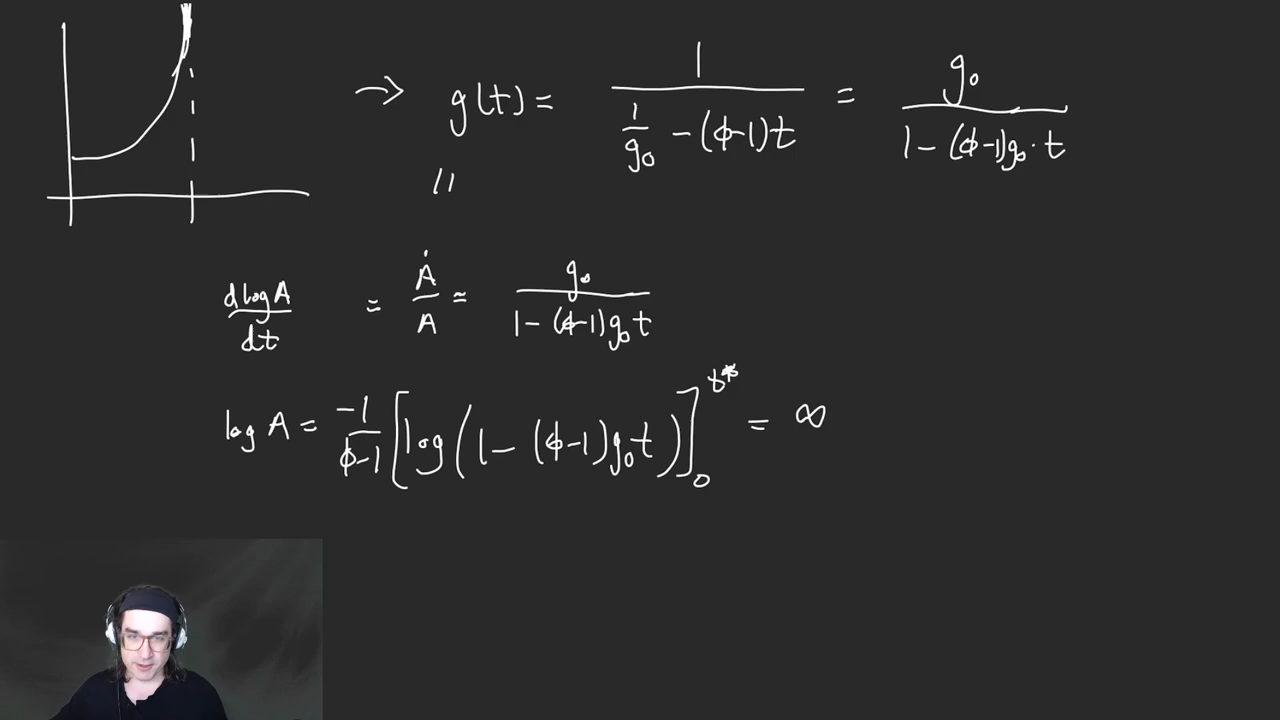 → g(t) = 1 / (1/g₀ − (ϕ−1)t) = g₀ / (1 − (ϕ−1)g₀·t)
"
d log A / dt = Ȧ / A = g₀ / (1 − (ϕ−1)g₀t)
log A = −1/(ϕ−1) [log(1 − (ϕ−1)g₀t)]₀^t* = ∞